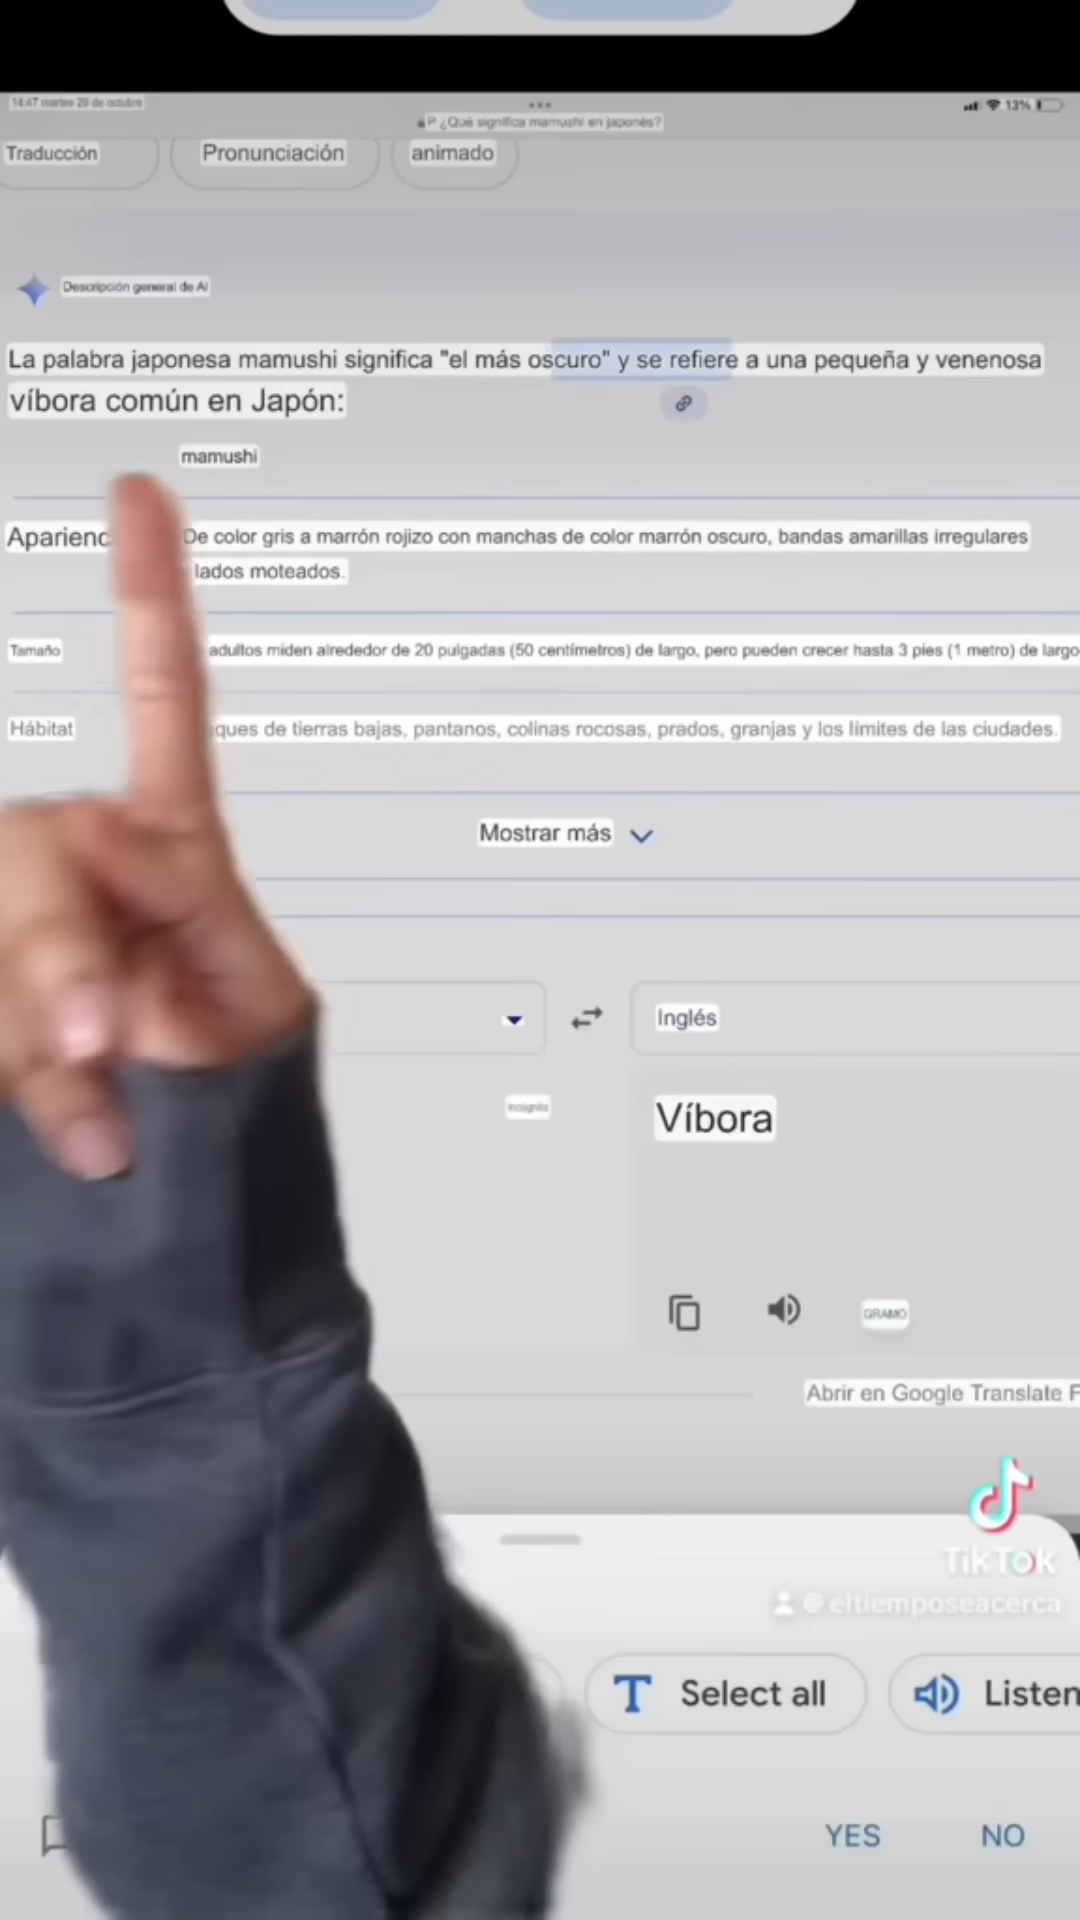 14:47 martes 29 de octubre
13%
¿Qué significa mamushi en japonés?
Traducción
Pronunciación
animado
Descripción general de AI
La palabra japonesa mamushi significa "el más oscuro" y se refiere a una pequeña y venenosa
víbora común en Japón:
mamushi
Aparienc
De color gris a marrón rojizo con manchas de color marrón oscuro, bandas amarillas irregulares
lados moteados.
Tamaño
adultos miden alrededor de 20 pulgadas (50 centímetros) de largo, pero pueden crecer hasta 3 pies (1 metro) de largo
Hábitat
ques de tierras bajas, pantanos, colinas rocosas, prados, granjas y los límites de las ciudades.
Mostrar más
Inglés
Incognita
Víbora
GRAMO
Abrir en Google Translate F
TikTok
@eltiemposeacerca
Select all
Listen
YES
NO